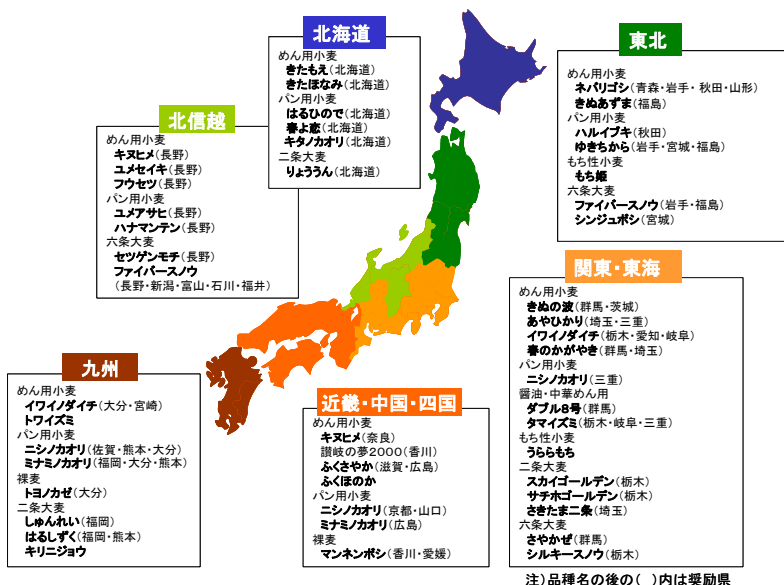 北海道
めん用小麦
きたもえ(北海道)
きたほなみ(北海道)
パン用小麦
はるひので(北海道)
春よ恋(北海道)
キタノカオリ(北海道)
二条大麦
りょううん(北海道)
東北
めん用小麦
ネバリゴシ(青森・岩手・秋田・山形)
きぬあずま(福島)
パン用小麦
ハルイブキ(秋田)
ゆきちから(岩手・宮城・福島)
もち性小麦
もち姫
六条大麦
ファイバースノウ(岩手・福島)
シンジュボシ(宮城)
北信越
めん用小麦
キヌヒメ(長野)
ユメセイキ(長野)
フウセツ(長野)
パン用小麦
ユメアサヒ(長野)
ハナマンテン(長野)
六条大麦
セツゲンモチ(長野)
ファイバースノウ
(長野・新潟・富山・石川・福井)
関東・東海
めん用小麦
きぬの波(群馬・茨城)
あやひかり(埼玉・三重)
イワイノダイチ(栃木・愛知・岐阜)
春のかがやき(群馬・埼玉)
パン用小麦
ニシノカオリ(三重)
醤油・中華めん用
ダブル8号(群馬)
タマイズミ(栃木・岐阜・三重)
もち性小麦
うららもち
二条大麦
スカイゴールデン(栃木)
サチホゴールデン(栃木)
さきたま二条(埼玉)
六条大麦
さやかぜ(群馬)
シルキースノウ(栃木)
九州
めん用小麦
イワイノダイチ(大分・宮崎)
トワイズミ
パン用小麦
ニシノカオリ(佐賀・熊本・大分)
ミナミノカオリ(福岡・大分・熊本)
裸麦
トヨノカゼ(大分)
二条大麦
しゅんれい(福岡)
はるしずく(福岡・熊本)
キリニジョウ
近畿・中国・四国
めん用小麦
キヌヒメ(奈良)
讃岐の夢2000(香川)
ふくさやか(滋賀・広島)
ふくほのか
パン用小麦
ニシノカオリ(京都・山口)
ミナミノカオリ(広島)
裸麦
マンネンボシ(香川・愛媛)
注)品種名の後の( )内は奨励県